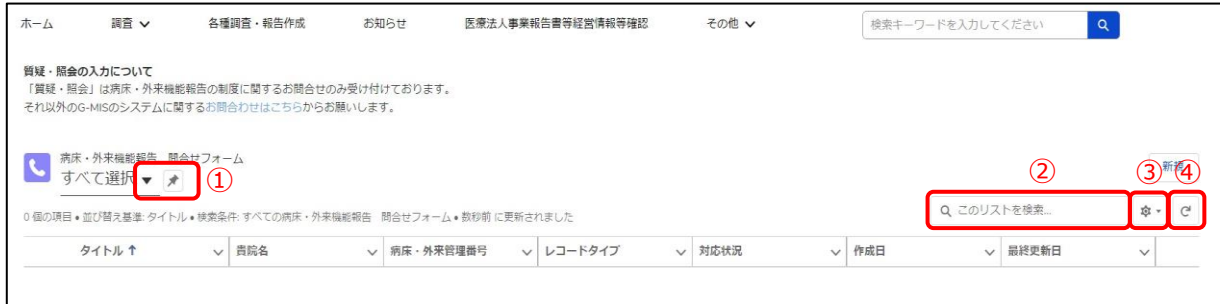 ホーム 調査 各種調査・報告作成 お知らせ 医療法人事業報告書等経営情報等確認 その他 検索キーワードを入力してください
質疑・照会の入力について
「質疑・照会」は病床・外来機能報告の制度に関するお問合せのみ受け付けております。
それ以外のG-MISのシステムに関するお問合わせはこちらからお願いします。
病床・外来機能報告 問合せフォーム
すべて選択 ▼ ① ② ③ ④ 新規
0 個の項目 • 並び替え基準: タイトル • 検索条件: すべての病床・外来機能報告 問合せフォーム • 数秒前 に更新されました このリストを検索...
タイトル ↑ 貴院名 病床・外来管理番号 レコードタイプ 対応状況 作成日 最終更新日